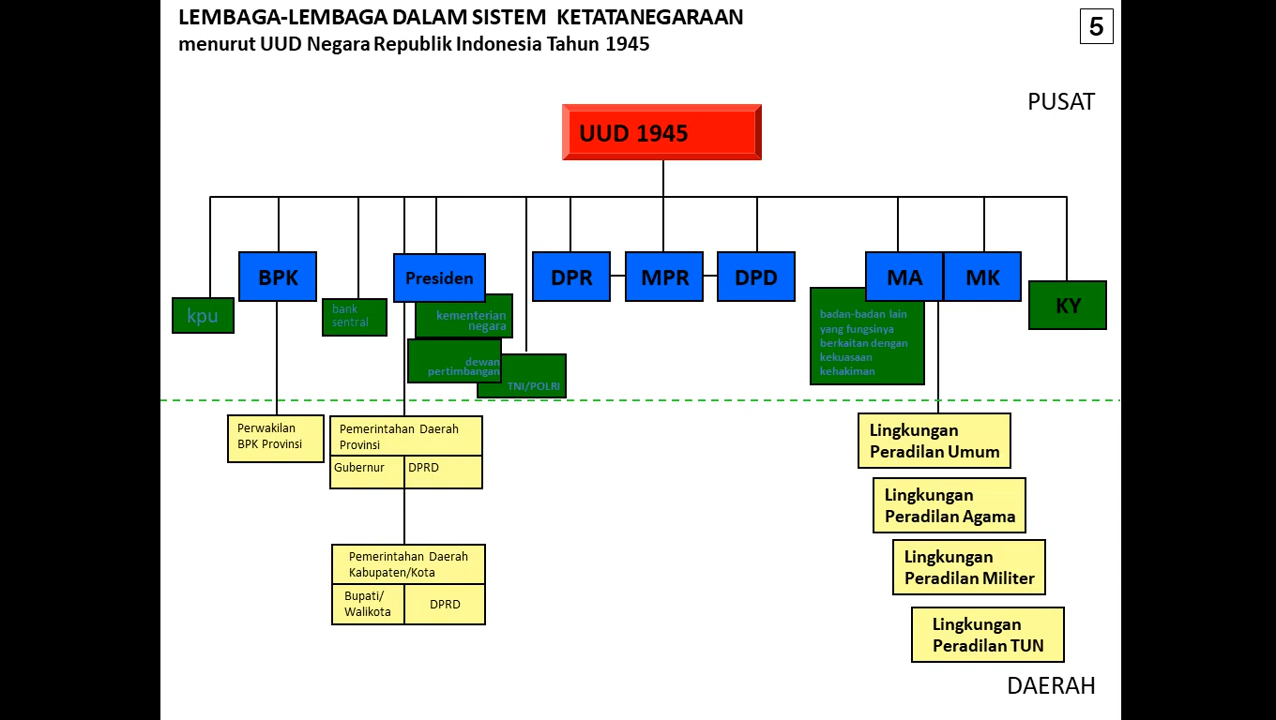 LEMBAGA-LEMBAGA DALAM SISTEM KETATANEGARAAN
menurut UUD Negara Republik Indonesia Tahun 1945
5
PUSAT
UUD 1945
BPK
Presiden
DPR
MPR
DPD
MA
MK
KY
kpu
bank
sentral
kementerian
negara
dewan
pertimbangan
TNI/POLRI
badan-badan lain
yang fungsinya
berkaitan dengan
kekuasaan
kehakiman
Perwakilan
BPK Provinsi
Pemerintahan Daerah
Provinsi
Gubernur
DPRD
Pemerintahan Daerah
Kabupaten/Kota
Bupati/
Walikota
DPRD
Lingkungan
Peradilan Umum
Lingkungan
Peradilan Agama
Lingkungan
Peradilan Militer
Lingkungan
Peradilan TUN
DAERAH